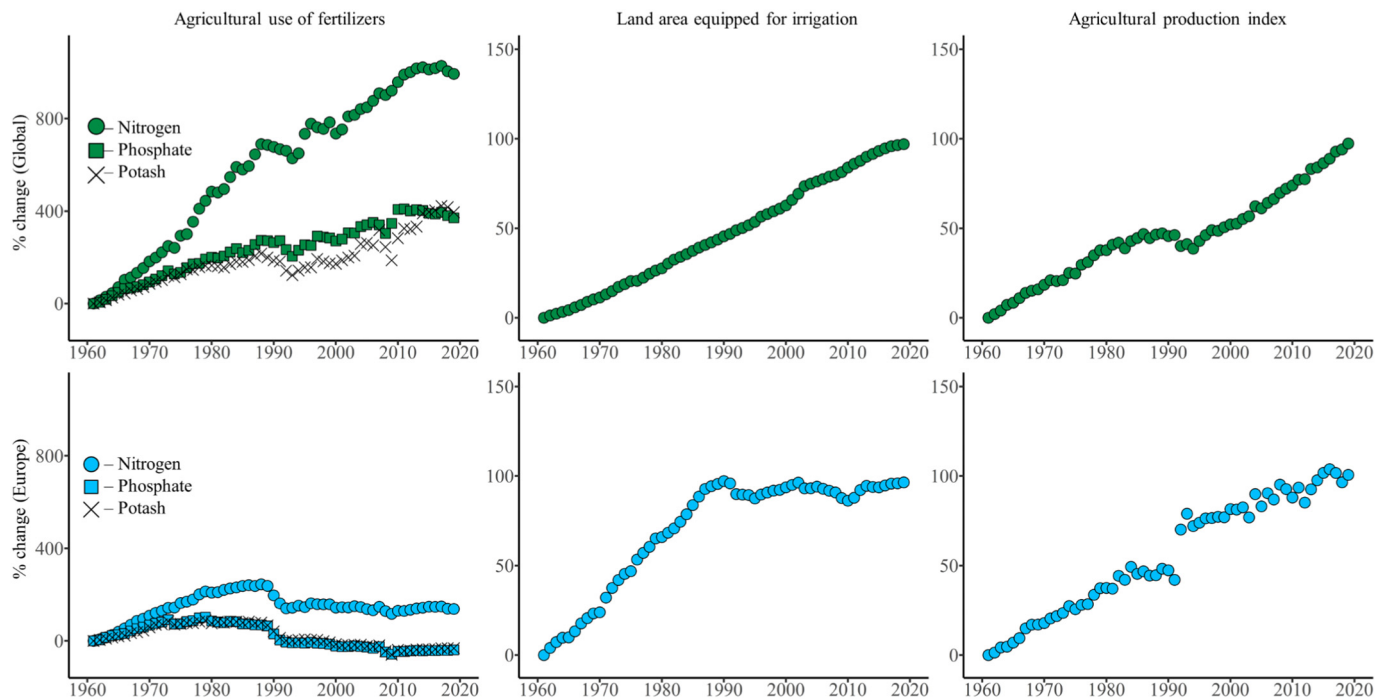 Agricultural use of fertilizers
Land area equipped for irrigation
Agricultural production index
% change (Global)
800
400
0
– Nitrogen
– Phosphate
– Potash
1960 1970 1980 1990 2000 2010 2020
150
100
50
0
1960 1970 1980 1990 2000 2010 2020
150
100
50
0
1960 1970 1980 1990 2000 2010 2020
% change (Europe)
800
400
0
– Nitrogen
– Phosphate
– Potash
1960 1970 1980 1990 2000 2010 2020
150
100
50
0
1960 1970 1980 1990 2000 2010 2020
150
100
50
0
1960 1970 1980 1990 2000 2010 2020